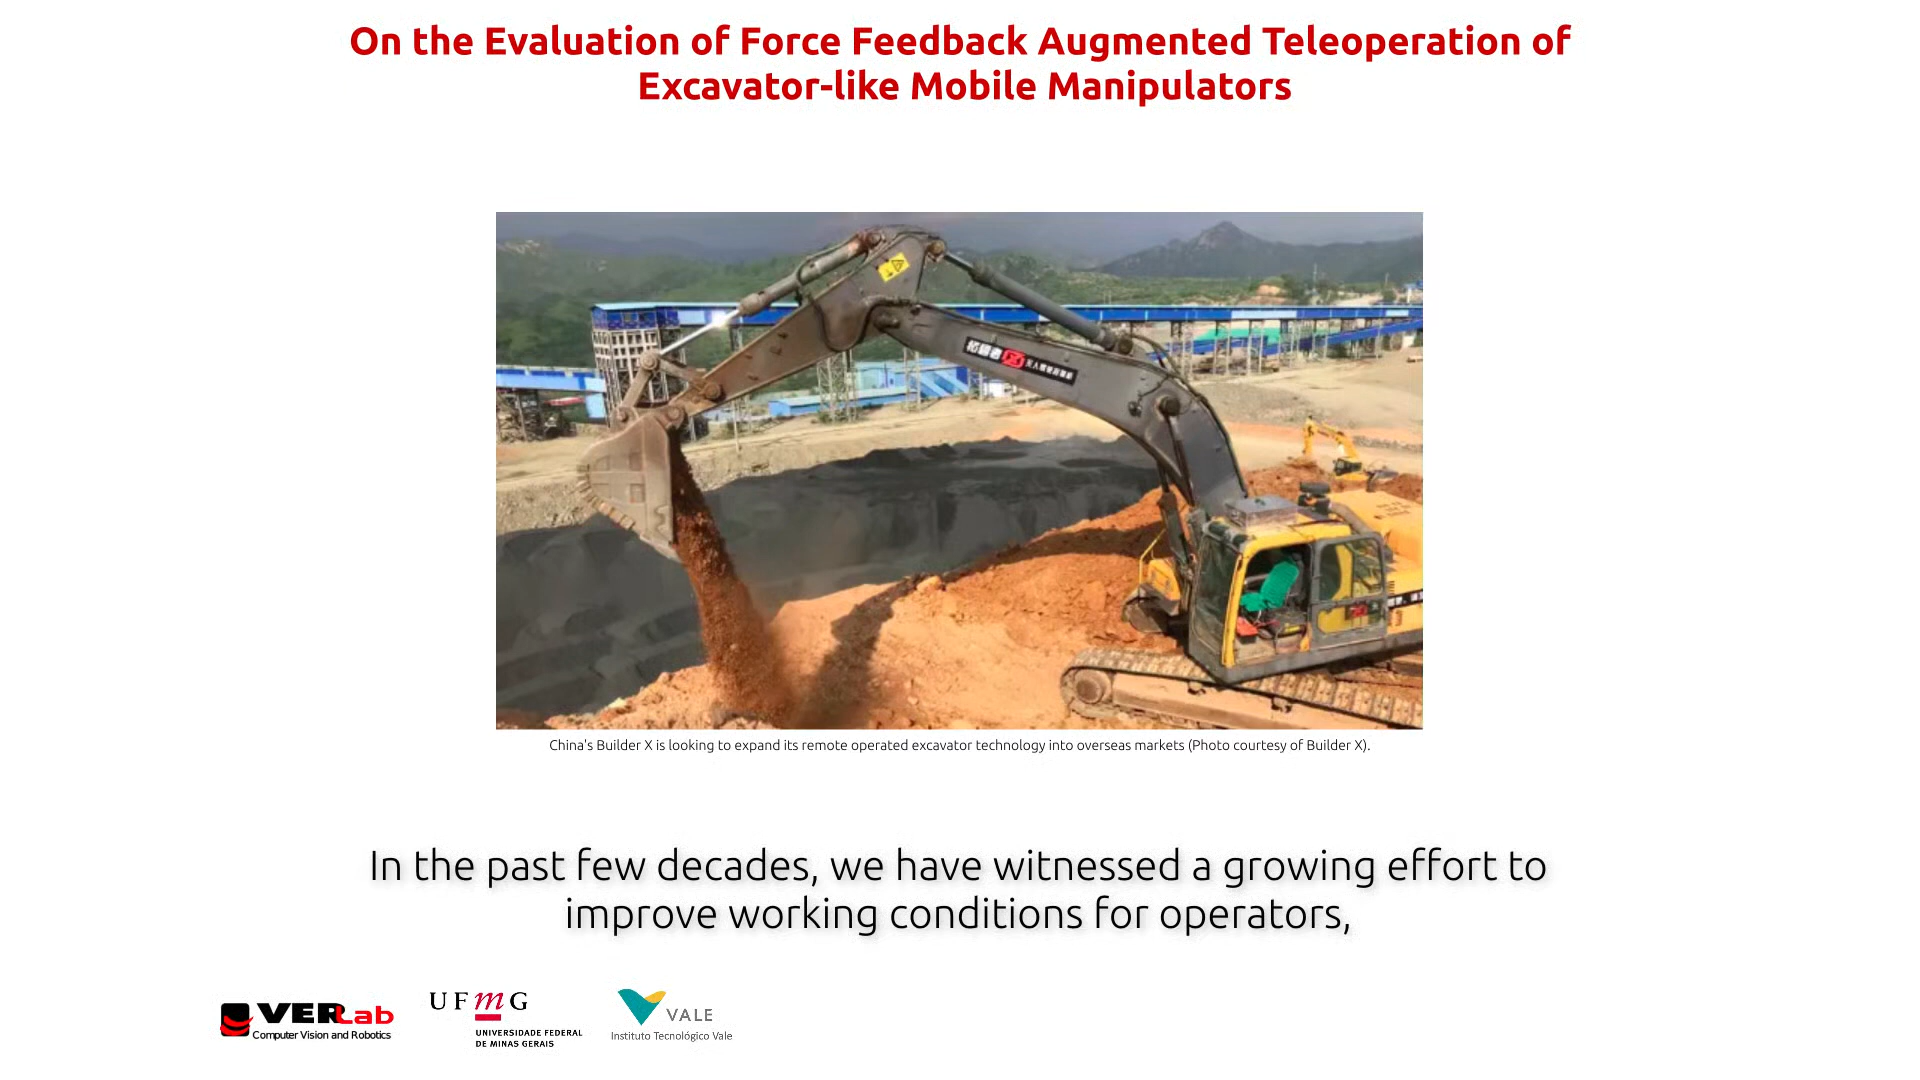 On the Evaluation of Force Feedback Augmented Teleoperation of
Excavator-like Mobile Manipulators
China's Builder X is looking to expand its remote operated excavator technology into overseas markets (Photo courtesy of Builder X).
In the past few decades, we have witnessed a growing effort to
improve working conditions for operators,
VERLab
Computer Vision and Robotics
UFmG
UNIVERSIDADE FEDERAL
DE MINAS GERAIS
VALE
Instituto Tecnológico Vale